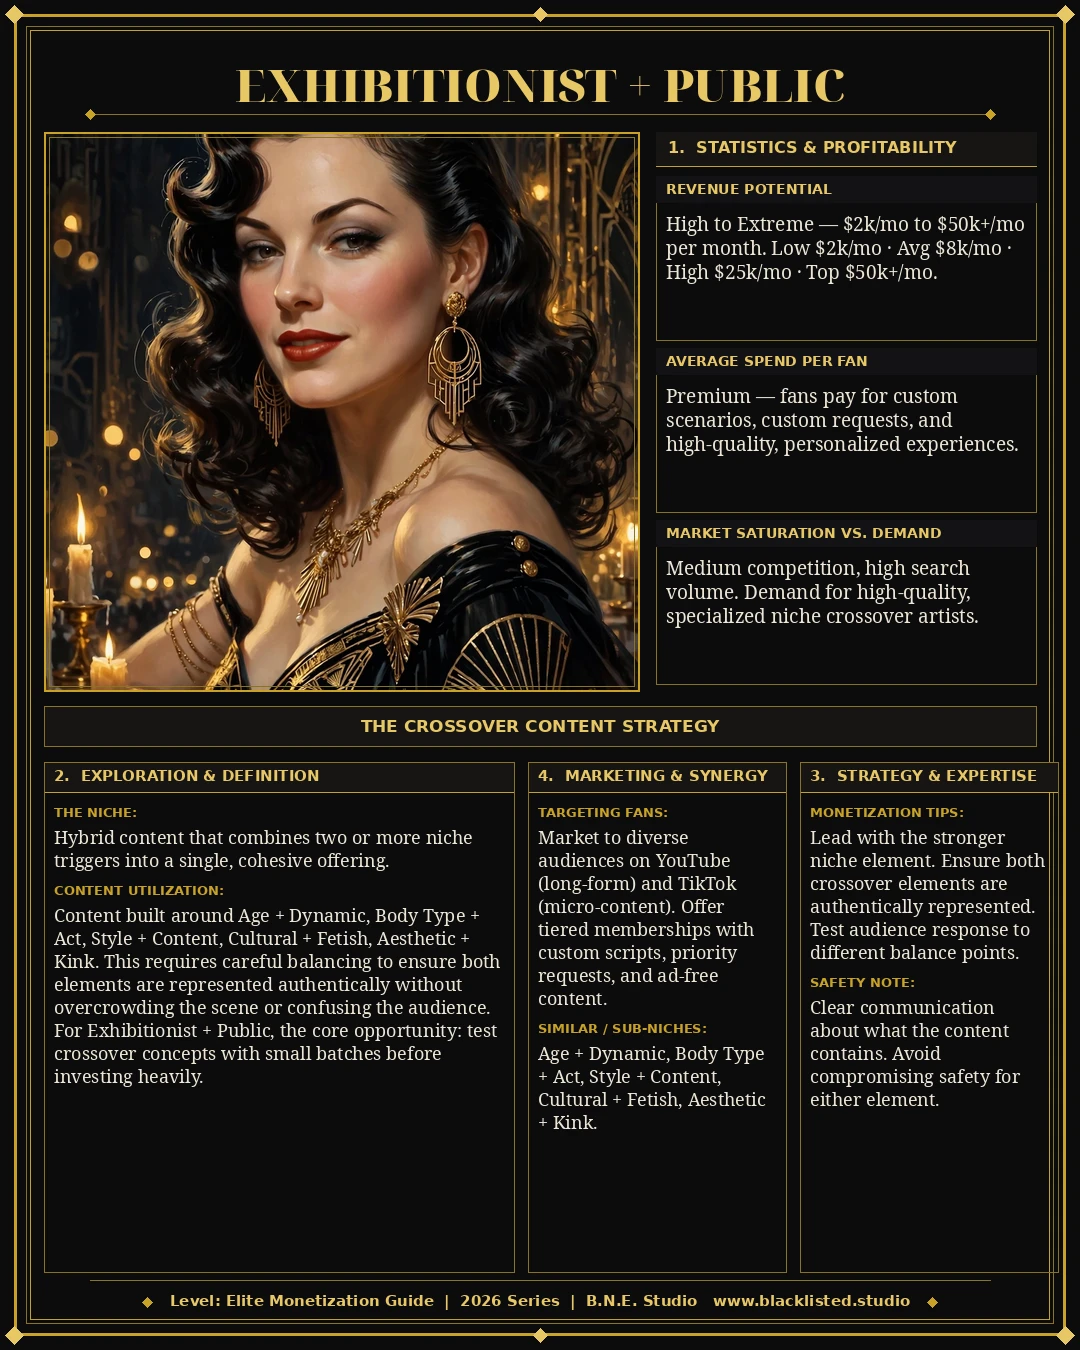 EXHIBITIONIST + PUBLIC
1. STATISTICS & PROFITABILITY
REVENUE POTENTIAL
High to Extreme — $2k/mo to $50k+/mo
per month. Low $2k/mo · Avg $8k/mo ·
High $25k/mo · Top $50k+/mo.
AVERAGE SPEND PER FAN
Premium — fans pay for custom
scenarios, custom requests, and
high-quality, personalized experiences.
MARKET SATURATION VS. DEMAND
Medium competition, high search
volume. Demand for high-quality,
specialized niche crossover artists.
THE CROSSOVER CONTENT STRATEGY
2. EXPLORATION & DEFINITION
THE NICHE:
Hybrid content that combines two or more niche
triggers into a single, cohesive offering.
CONTENT UTILIZATION:
Content built around Age + Dynamic, Body Type +
Act, Style + Content, Cultural + Fetish, Aesthetic +
Kink. This requires careful balancing to ensure both
elements are represented authentically without
overcrowding the scene or confusing the audience.
For Exhibitionist + Public, the core opportunity: test
crossover concepts with small batches before
investing heavily.
4. MARKETING & SYNERGY
TARGETING FANS:
Market to diverse
audiences on YouTube
(long-form) and TikTok
(micro-content). Offer
tiered memberships with
custom scripts, priority
requests, and ad-free
content.
SIMILAR / SUB-NICHES:
Age + Dynamic, Body Type
+ Act, Style + Content,
Cultural + Fetish, Aesthetic
+ Kink.
3. STRATEGY & EXPERTISE
MONETIZATION TIPS:
Lead with the stronger
niche element. Ensure both
crossover elements are
authentically represented.
Test audience response to
different balance points.
SAFETY NOTE:
Clear communication
about what the content
contains. Avoid
compromising safety for
either element.
Level: Elite Monetization Guide | 2026 Series | B.N.E. Studio www.blacklisted.studio